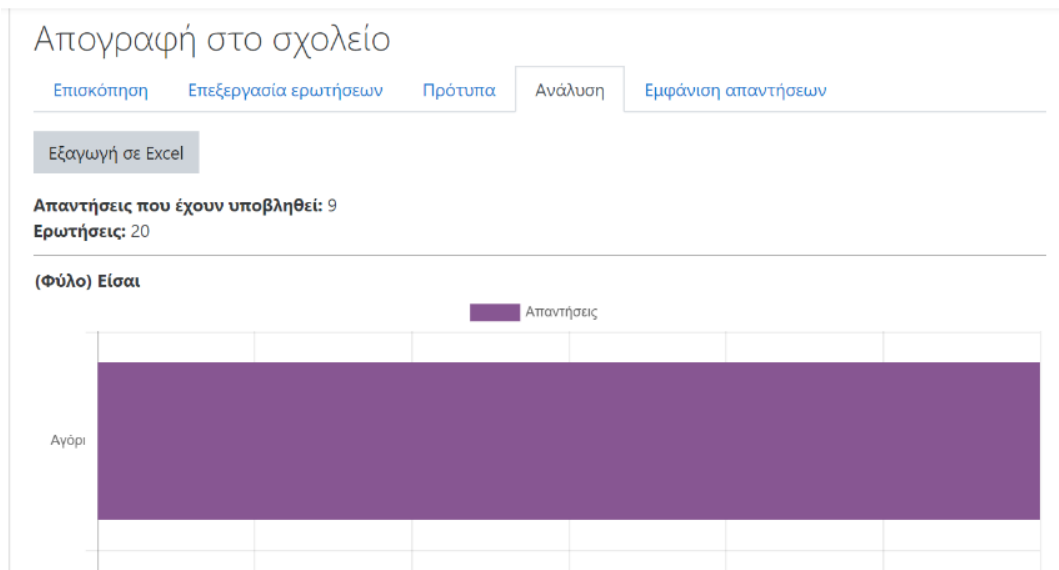 Απογραφή στο σχολείο
Επισκόπηση Επεξεργασία ερωτήσεων Πρότυπα Ανάλυση Εμφάνιση απαντήσεων
Εξαγωγή σε Excel
Απαντήσεις που έχουν υποβληθεί: 9
Ερωτήσεις: 20
(Φύλο) Είσαι
Απαντήσεις
Αγόρι